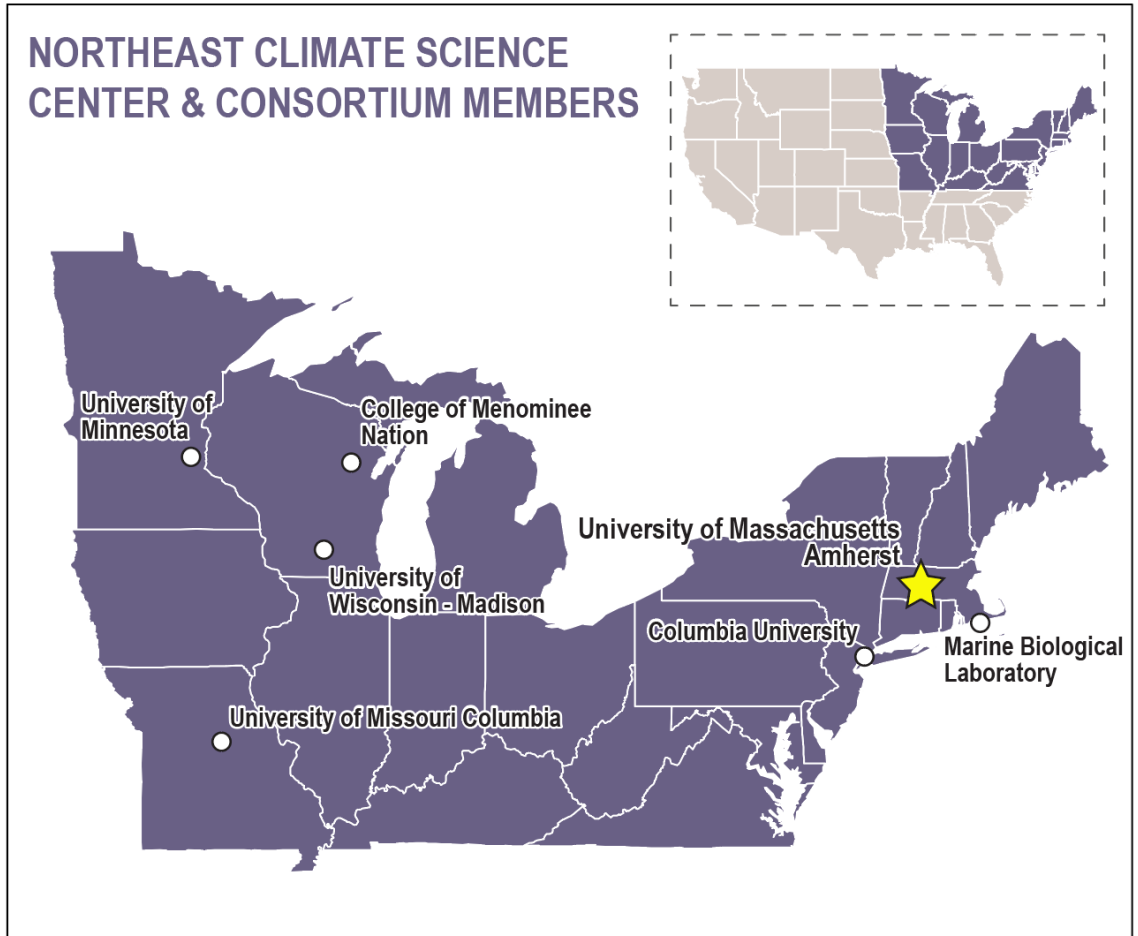 NORTHEAST CLIMATE SCIENCE
CENTER & CONSORTIUM MEMBERS
University of
Minnesota
College of Menominee
Nation
University of Massachusetts
Amherst
University of
Wisconsin - Madison
Columbia University
Marine Biological
Laboratory
University of Missouri Columbia